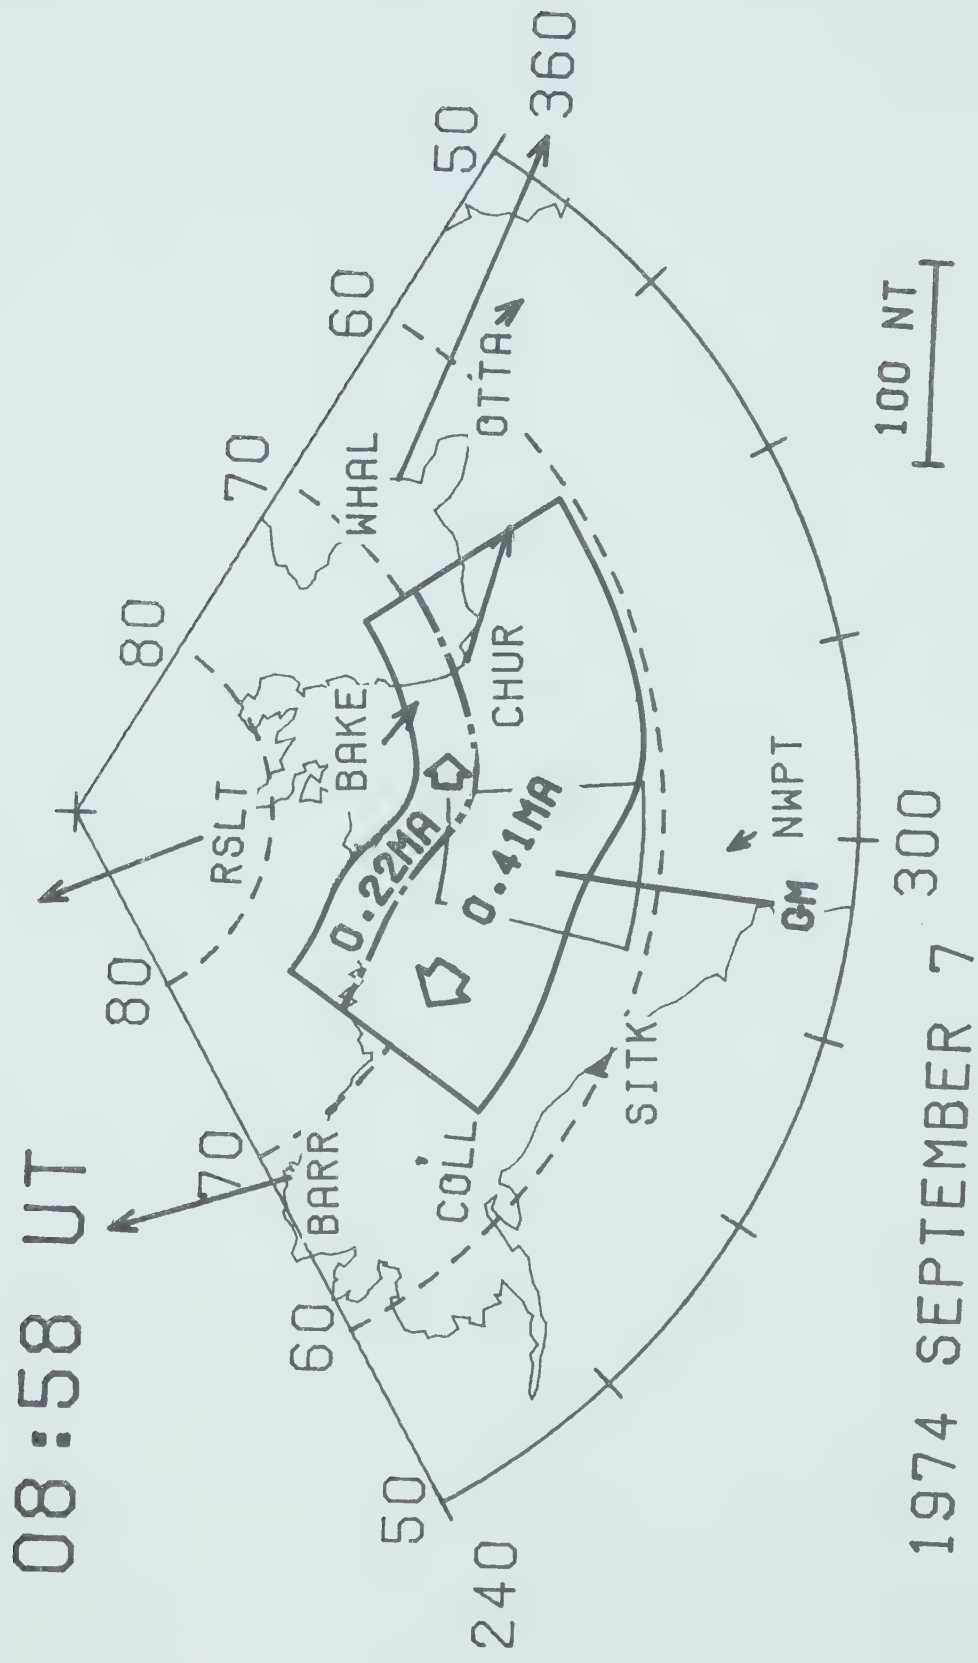 08:58 UT
50
60
70
80
80
70
60
50
240
360
300
RSLT
BARR
BAKE
WHAL
0.22MA
0.41MA
COLL
CHUR
OTTA
SITK
NWPT
GM
100 NT
1974 SEPTEMBER 7